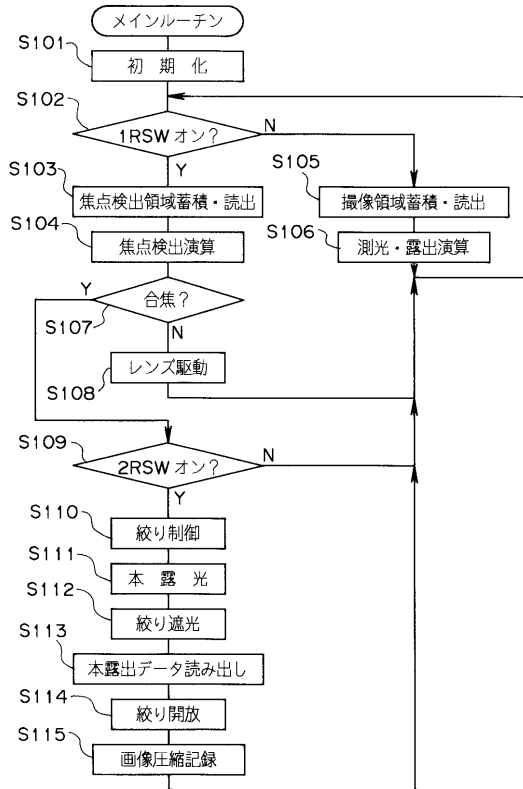 メインルーチン
S101
初期化
S102
1RSW オン?
N
Y
S103
焦点検出領域蓄積・読出
S105
撮像領域蓄積・読出
S104
焦点検出演算
S106
測光・露出演算
Y
合焦?
S107
N
レンズ駆動
S108
S109
2RSW オン?
N
Y
S110
絞り制御
S111
本露光
S112
絞り遮光
S113
本露出データ読み出し
S114
絞り開放
S115
画像圧縮記録